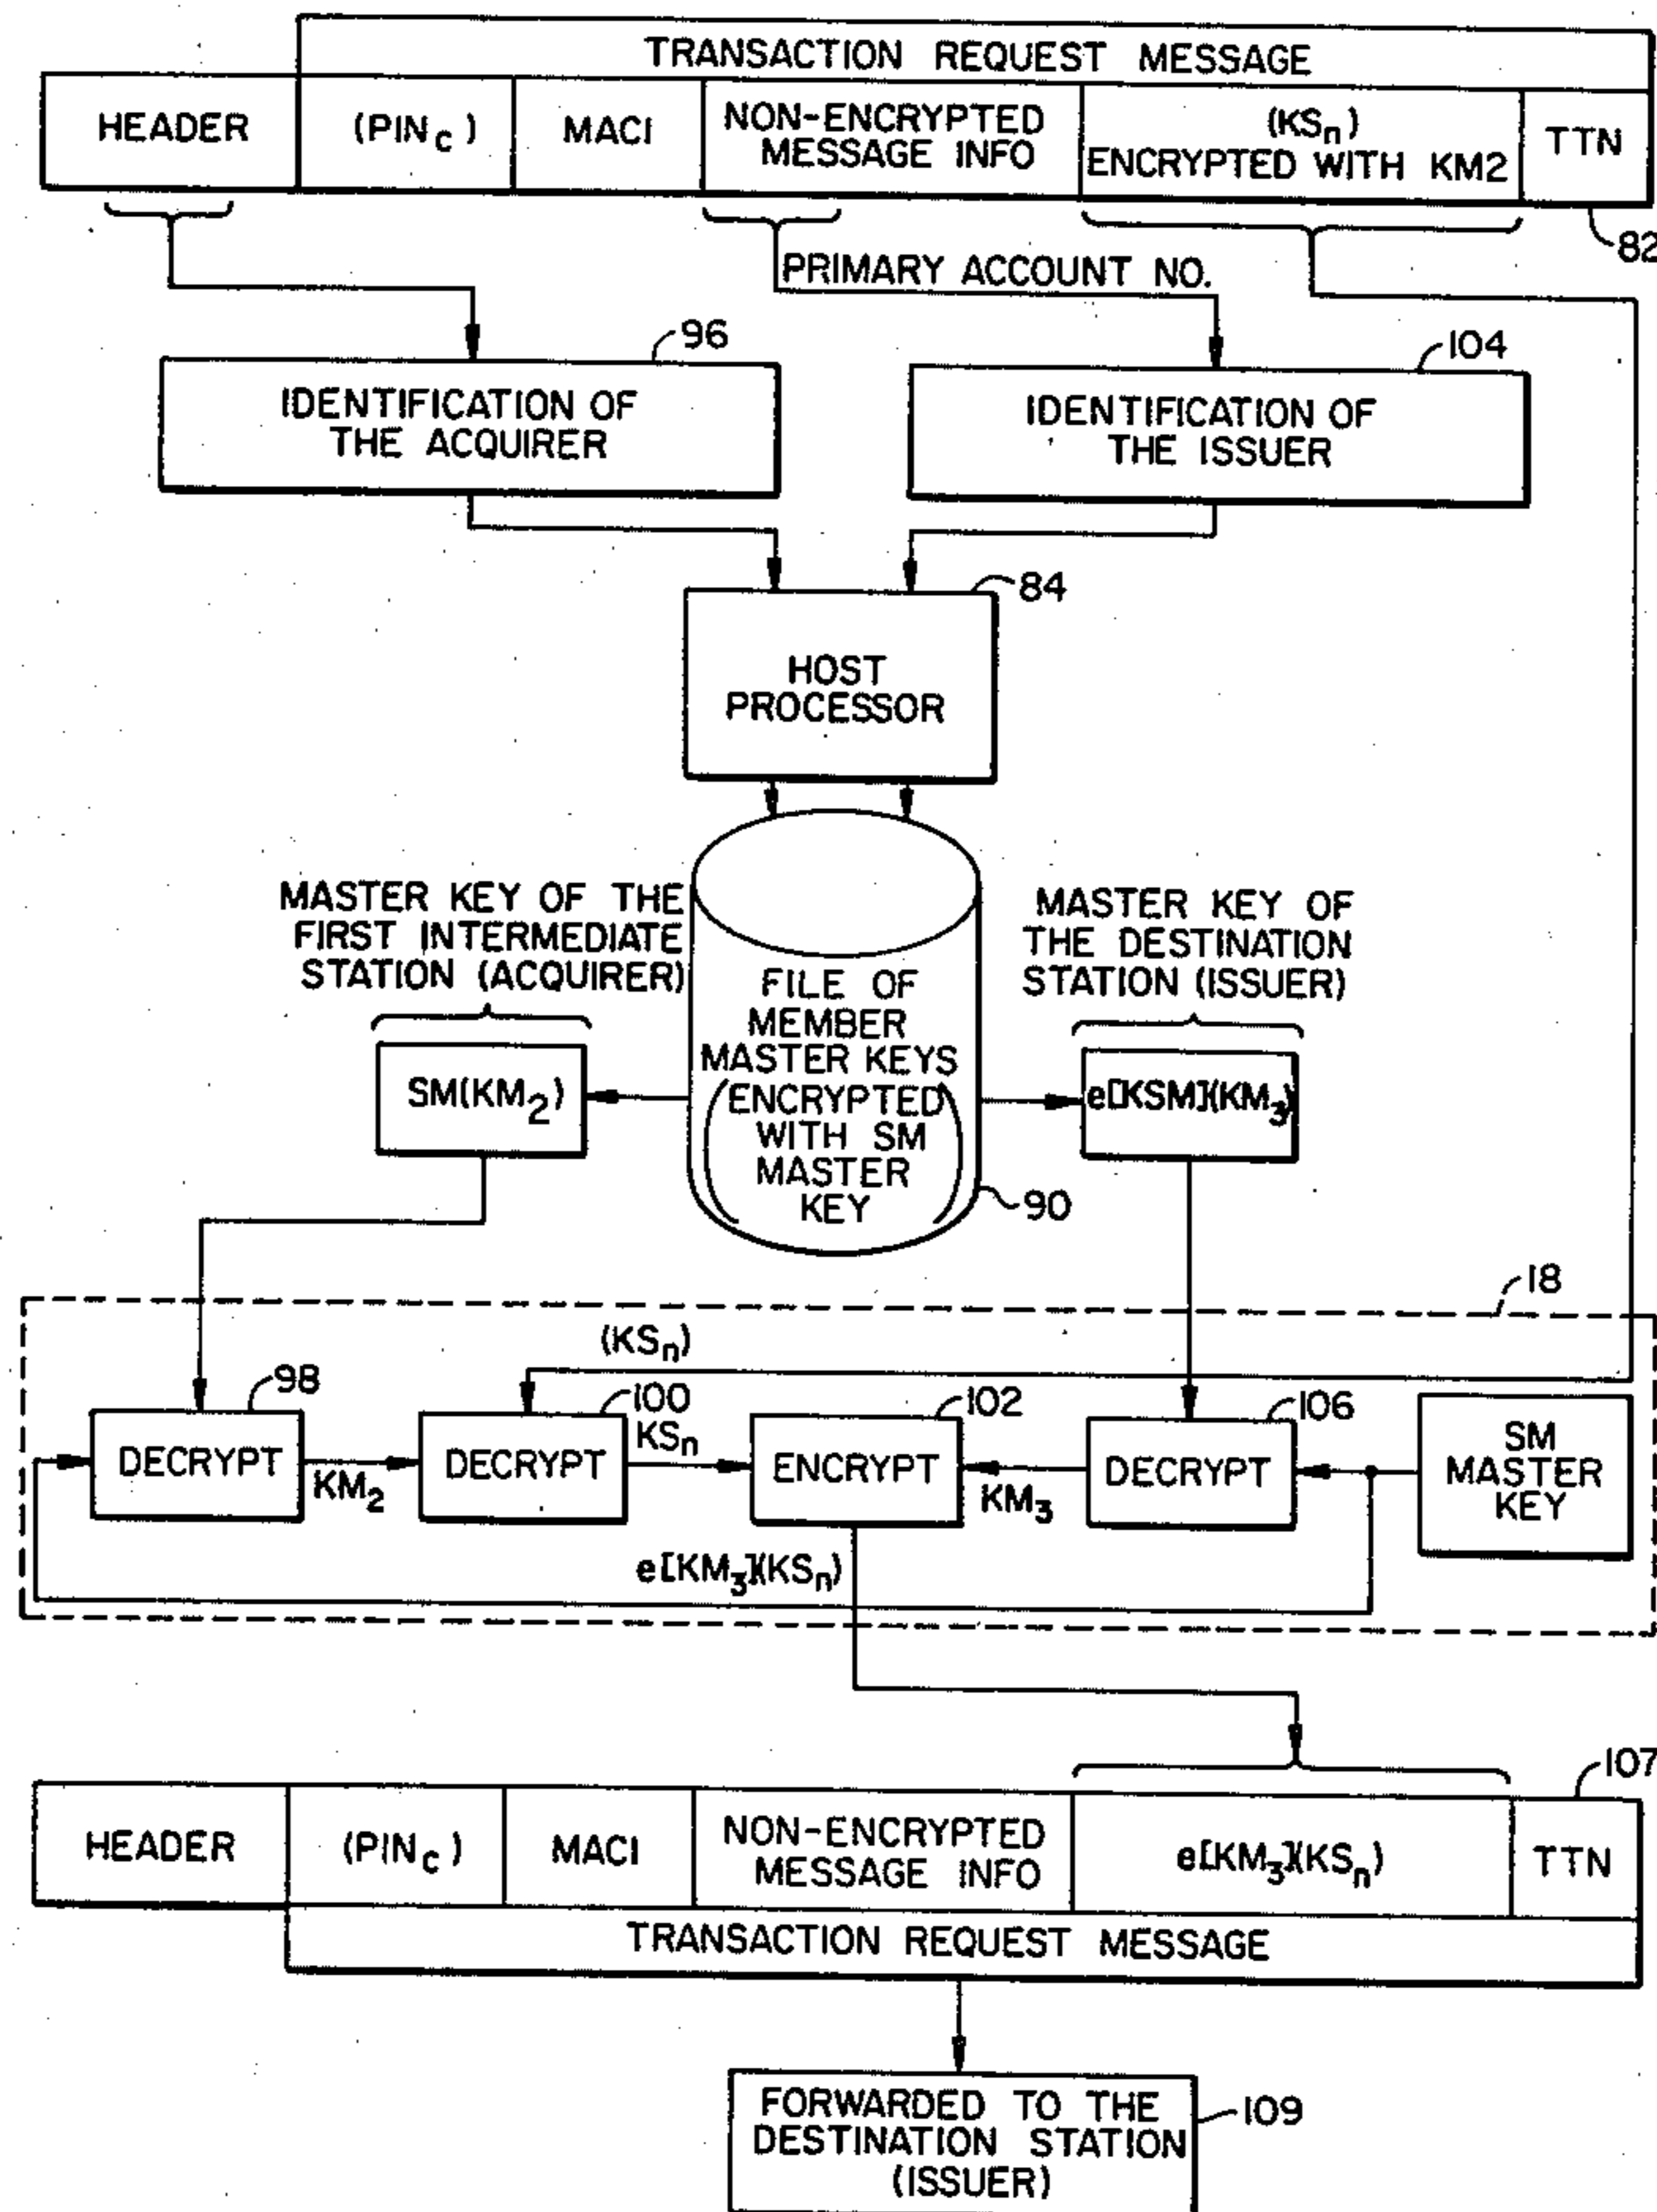 TRANSACTION REQUEST MESSAGE
HEADER
(PINc)
MAC1
NON-ENCRYPTED
MESSAGE INFO
(KSn)
ENCRYPTED WITH KM2
TTN
82
PRIMARY ACCOUNT NO.
96
104
IDENTIFICATION OF
THE ACQUIRER
IDENTIFICATION OF
THE ISSUER
84
HOST
PROCESSOR
MASTER KEY OF THE
FIRST INTERMEDIATE
STATION (ACQUIRER)
MASTER KEY OF
THE DESTINATION
STATION (ISSUER)
FILE OF
MEMBER
MASTER KEYS
(ENCRYPTED
WITH SM
MASTER
KEY)
SM(KM2)
e[KSM](KM3)
90
18
(KSn)
98
100
102
106
DECRYPT
KM2
DECRYPT
KSn
ENCRYPT
KM3
DECRYPT
SM
MASTER
KEY
e[KM3](KSn)
107
HEADER
(PINc)
MAC1
NON-ENCRYPTED
MESSAGE INFO
e[KM3](KSn)
TTN
TRANSACTION REQUEST MESSAGE
FORWARDED TO THE
DESTINATION STATION
(ISSUER)
109